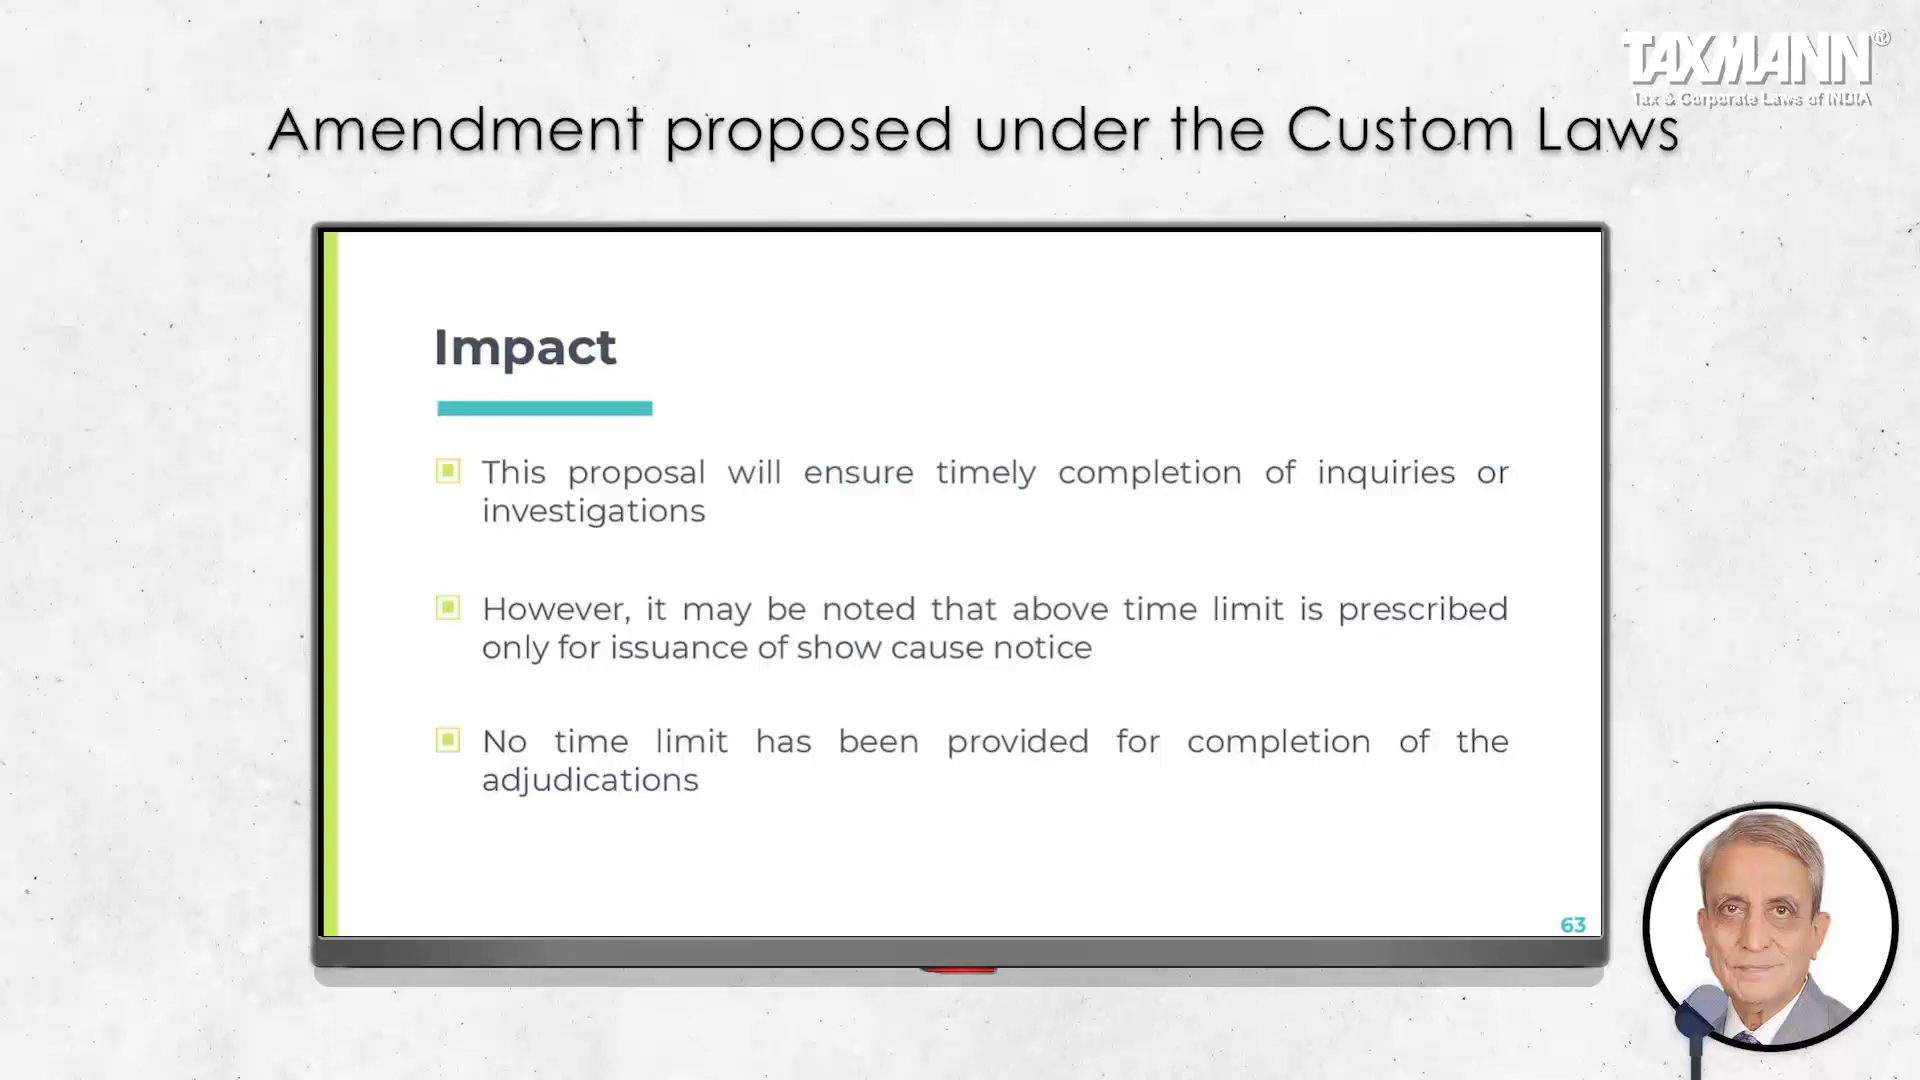 TAXMANN®
Tax & Corporate Laws of INDIA
Amendment proposed under the Custom Laws
Impact
This proposal will ensure timely completion of inquiries or
investigations
However, it may be noted that above time limit is prescribed
only for issuance of show cause notice
No time limit has been provided for completion of the
adjudications
63